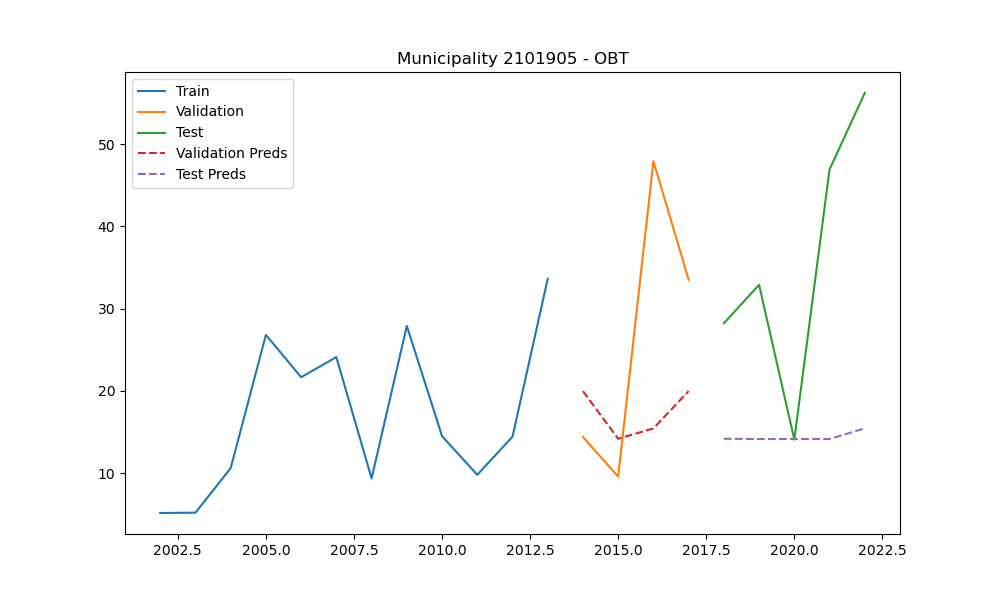 Municipality 2101905 - OBT
Train
Validation
Test
Validation Preds
Test Preds
50
40
30
20
10
2002.5 2005.0 2007.5 2010.0 2012.5 2015.0 2017.5 2020.0 2022.5